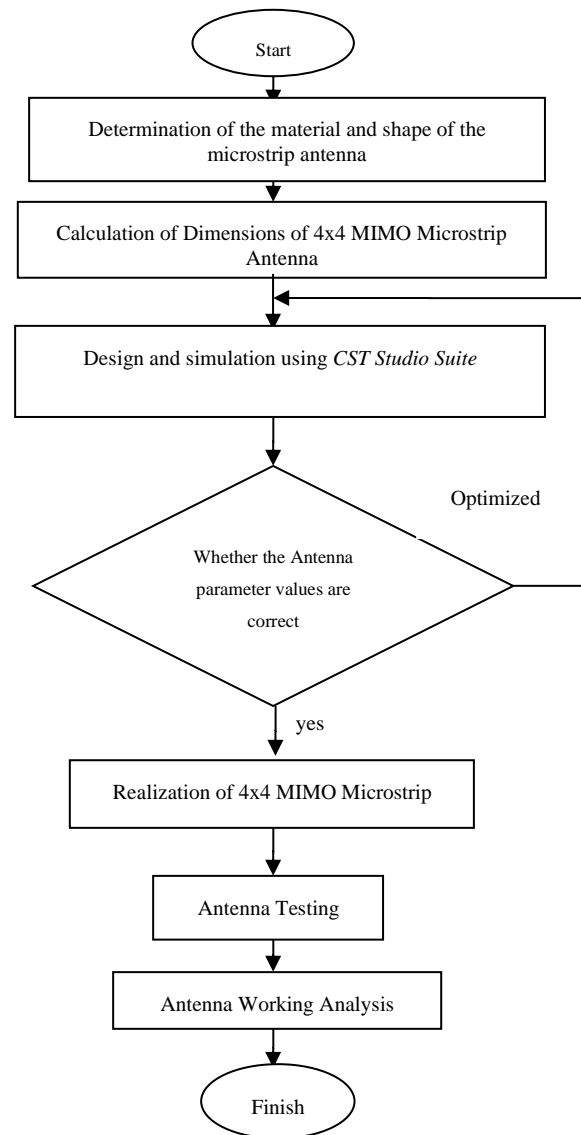 Start
Determination of the material and shape of the
microstrip antenna
Calculation of Dimensions of 4x4 MIMO Microstrip
Antenna
Design and simulation using CST Studio Suite
Optimized
Whether the Antenna
parameter values are
correct
yes
Realization of 4x4 MIMO Microstrip
Antenna Testing
Antenna Working Analysis
Finish